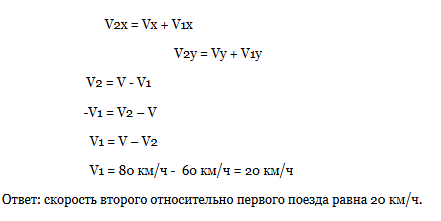 V2x = Vx + V1x
V2y = Vy + V1y
V2 = V - V1
-V1 = V2 – V
V1 = V – V2
V1 = 80 км/ч - 60 км/ч = 20 км/ч
Ответ: скорость второго относительно первого поезда равна 20 км/ч.